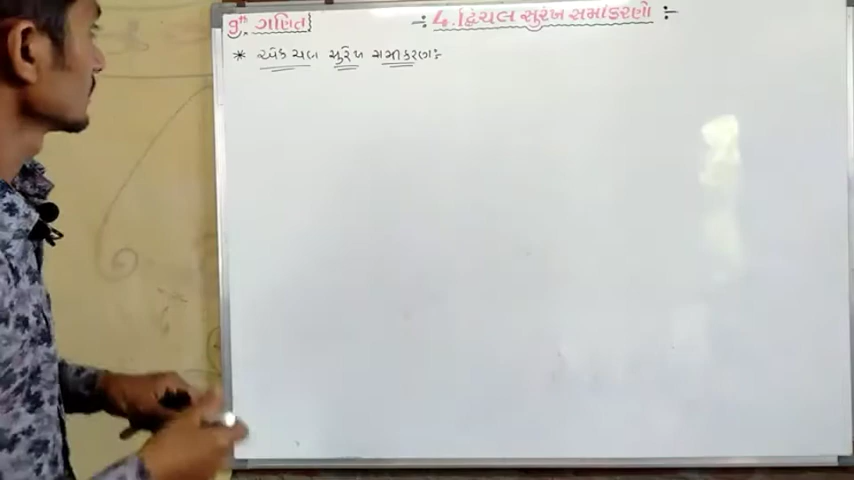 9th ગણિત ÷ 4. દ્વિચલ સુરેખ સમીકરણો ÷
* એક ચલ સુરેખ સમીકરણ ÷